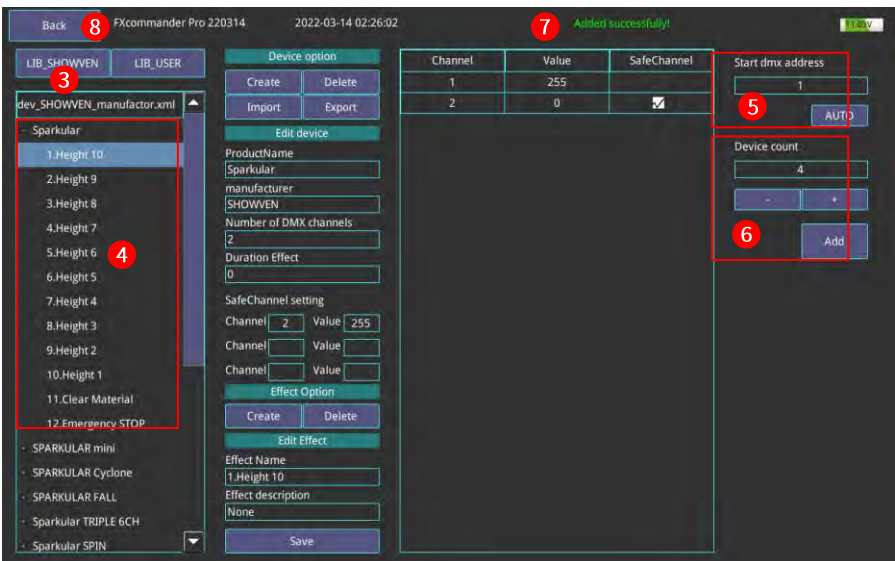 Back
8
FXcommander Pro 220314
2022-03-14 02:26:02
7
Added successfully!
11.03V
LIB_SHOWVEN
LIB_USER
3
dev_SHOWVEN_manufactor.xml
- Sparkular
1.Height 10
2.Height 9
3.Height 8
4.Height 7
5.Height 6
4
6.Height 5
7.Height 4
8.Height 3
9.Height 2
10.Height 1
11.Clear Material
12.Emergency STOP
SPARKULAR mini
SPARKULAR Cyclone
SPARKULAR FALL
Sparkular TRIPLE 6CH
Sparkular SPIN
Device option
Create
Delete
Import
Export
Edit device
ProductName
Sparkular
manufacturer
SHOWVEN
Number of DMX channels
2
Duration Effect
0
SafeChannel setting
Channel 2 Value 255
Channel Value
Channel Value
Effect Option
Create
Delete
Edit Effect
Effect Name
1.Height 10
Effect description
None
Save
Channel Value SafeChannel
1 255
2 0
Start dmx address
1
5
AUTO
Device count
4
- +
6
Add